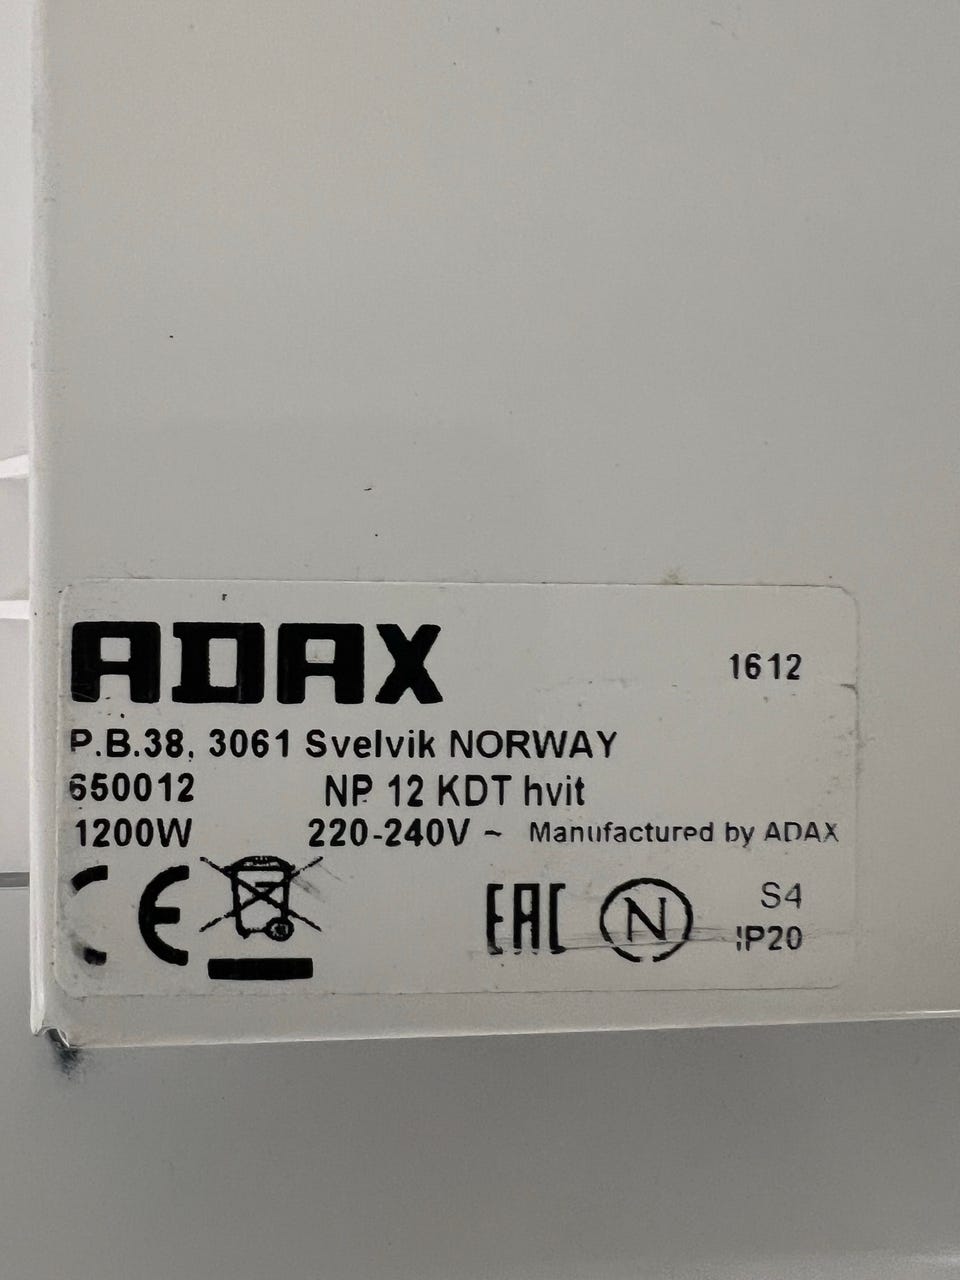 ADAX
1612
P.B.38, 3061 Svelvik NORWAY
650012 NP 12 KDT hvit
1200W 220-240V ~ Manufactured by ADAX
CE EAC N S4
IP20